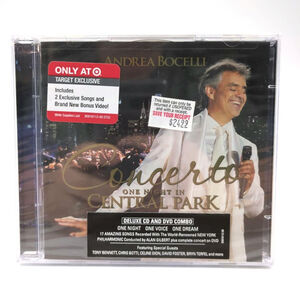 ANDREA BOCELLI
ONLY AT
TARGET EXCLUSIVE
Includes
2 Exclusive Songs and
Brand New Bonus Video!
This item can only be
returned if UNOPENED
and with a receipt.
SAVE YOUR RECEIPT
Concerto
ONE NIGHT IN
CENTRAL PARK
DELUXE CD AND DVD COMBO
ONE NIGHT ONE VOICE ONE DREAM
17 AMAZING SONGS Recorded With The World-Renowned NEW YORK
PHILHARMONIC Conducted by ALAN GILBERT plus complete concert on DVD
Featuring Special Guests
TONY BENNETT, CHRIS BOTTI, CELINE DION, DAVID FOSTER, BRYN TERFEL and more